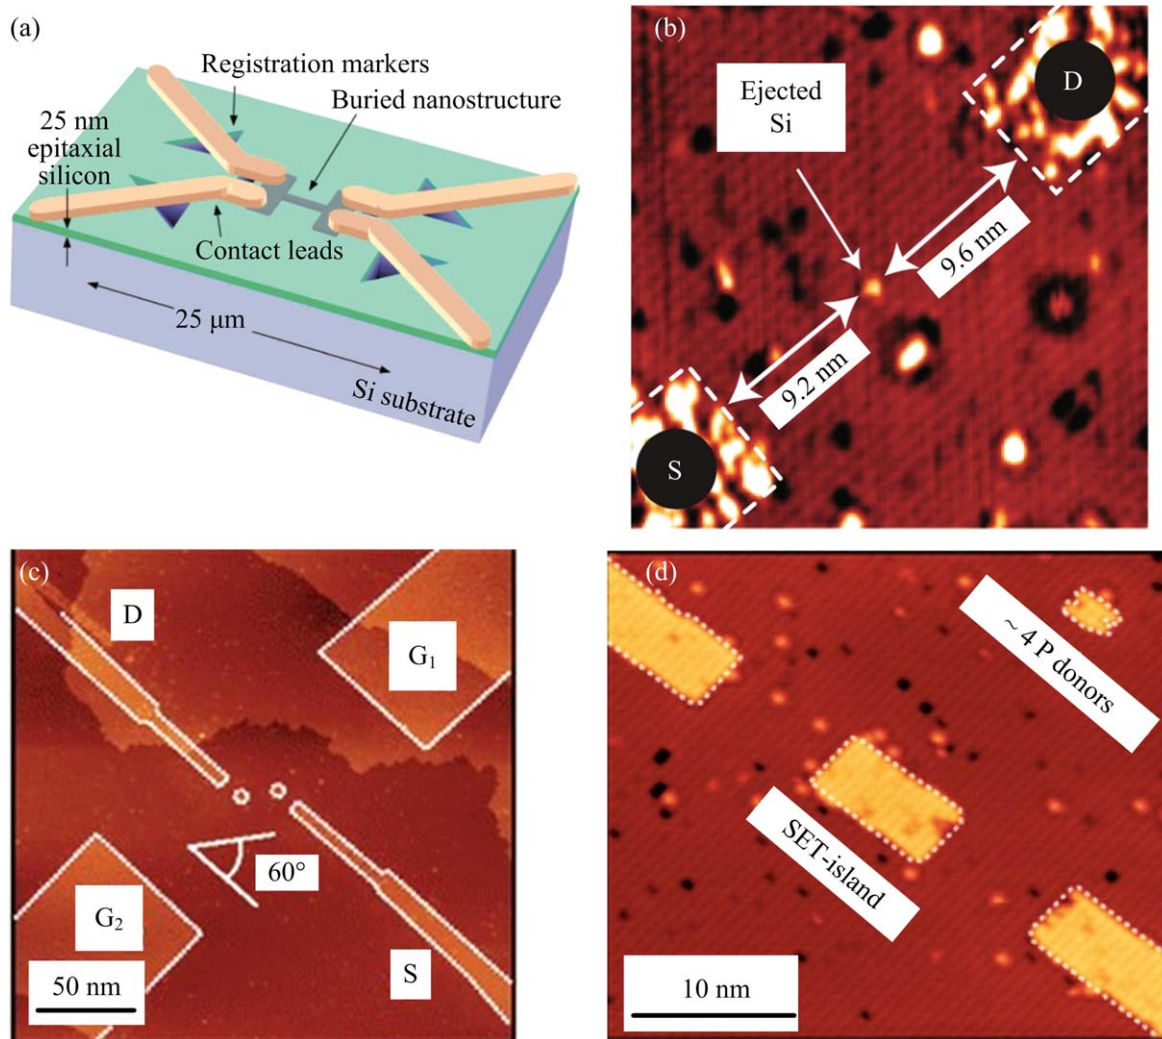 (a)
Registration markers
Buried nanostructure
25 nm
epitaxial
silicon
Contact leads
25 μm
Si substrate
(b)
D
Ejected
Si
9.6 nm
9.2 nm
S
(c)
D
G₁
60°
G₂
S
50 nm
(d)
~ 4 P donors
SET-island
10 nm